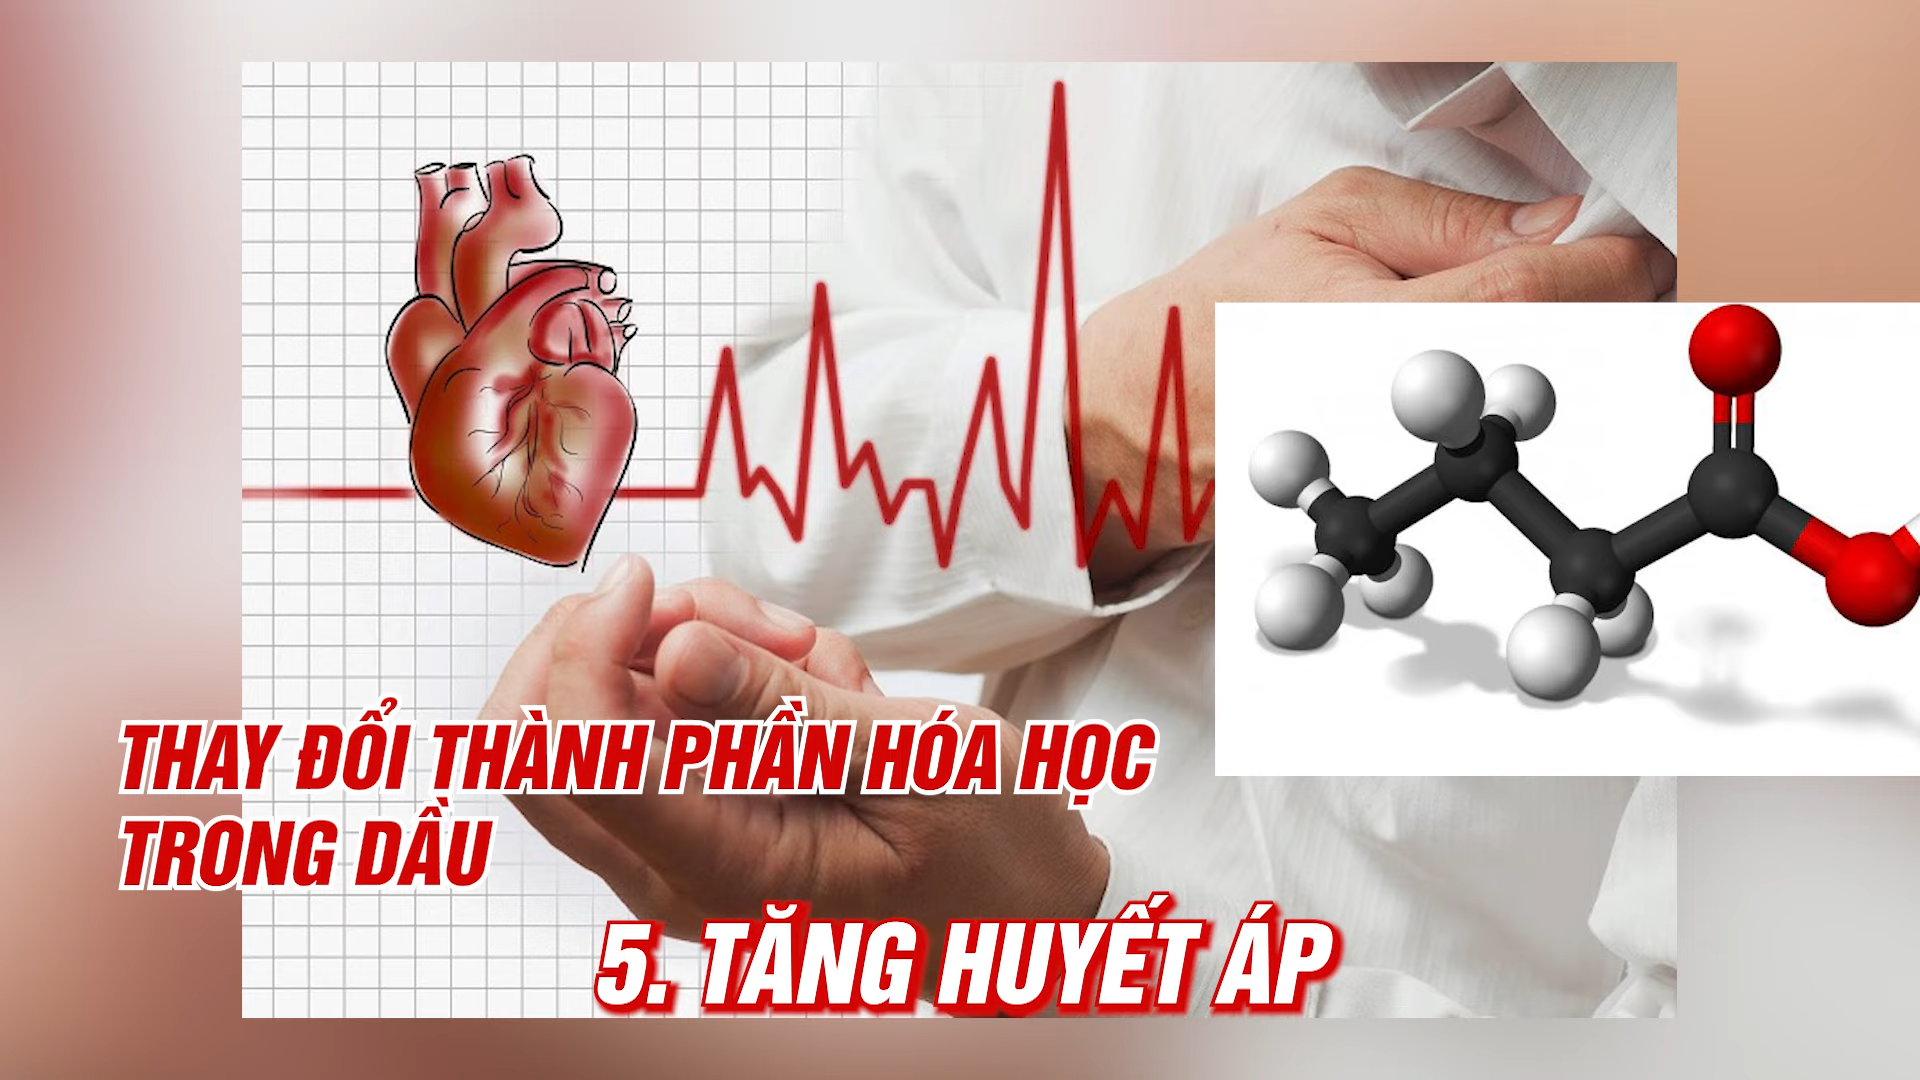 THAY ĐỔI THÀNH PHẦN HÓA HỌC
TRONG DẦU
5. TĂNG HUYẾT ÁP